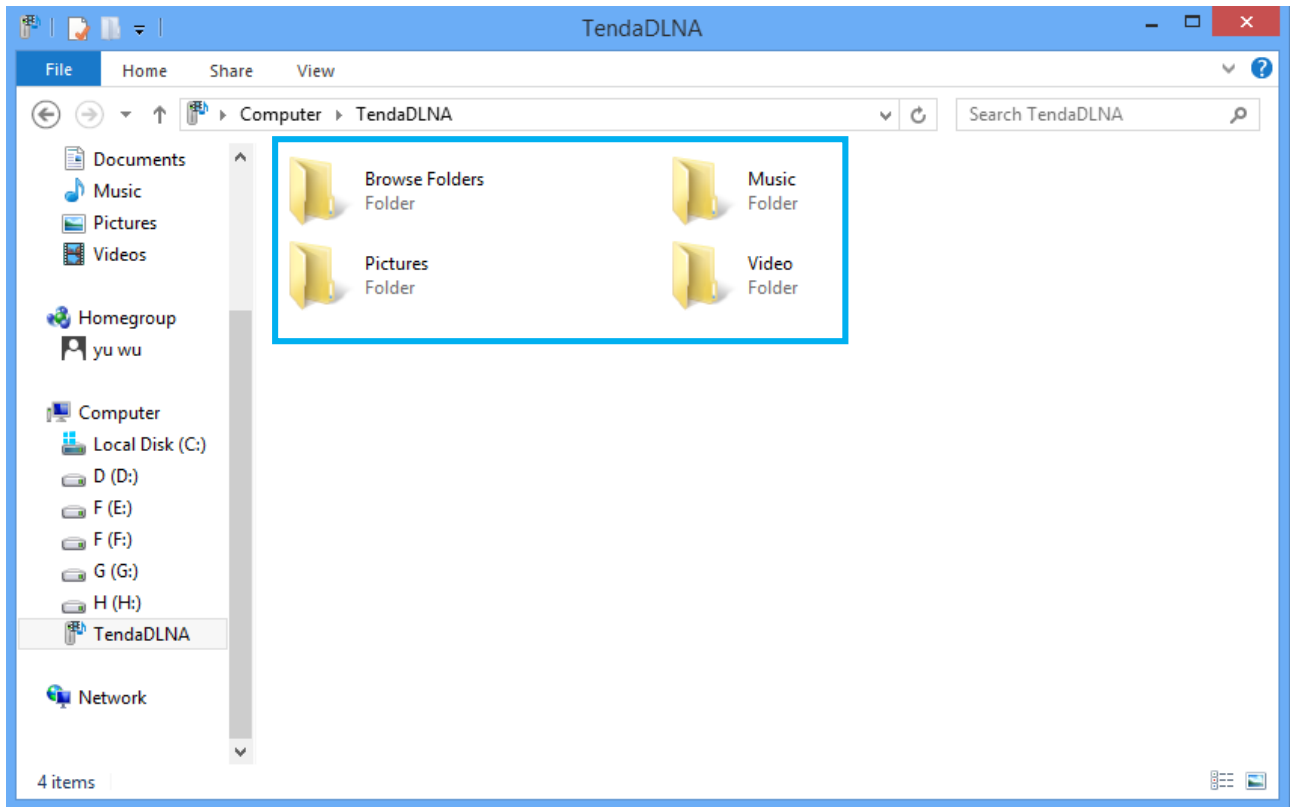 TendaDLNA
File Home Share View
Computer TendaDLNA
Search TendaDLNA
Documents
Music
Pictures
Videos
Homegroup
yu wu
Computer
Local Disk (C:)
D (D:)
F (E:)
F (F:)
G (G:)
H (H:)
TendaDLNA
Network
Browse Folders
Folder
Music
Folder
Pictures
Folder
Video
Folder
4 items